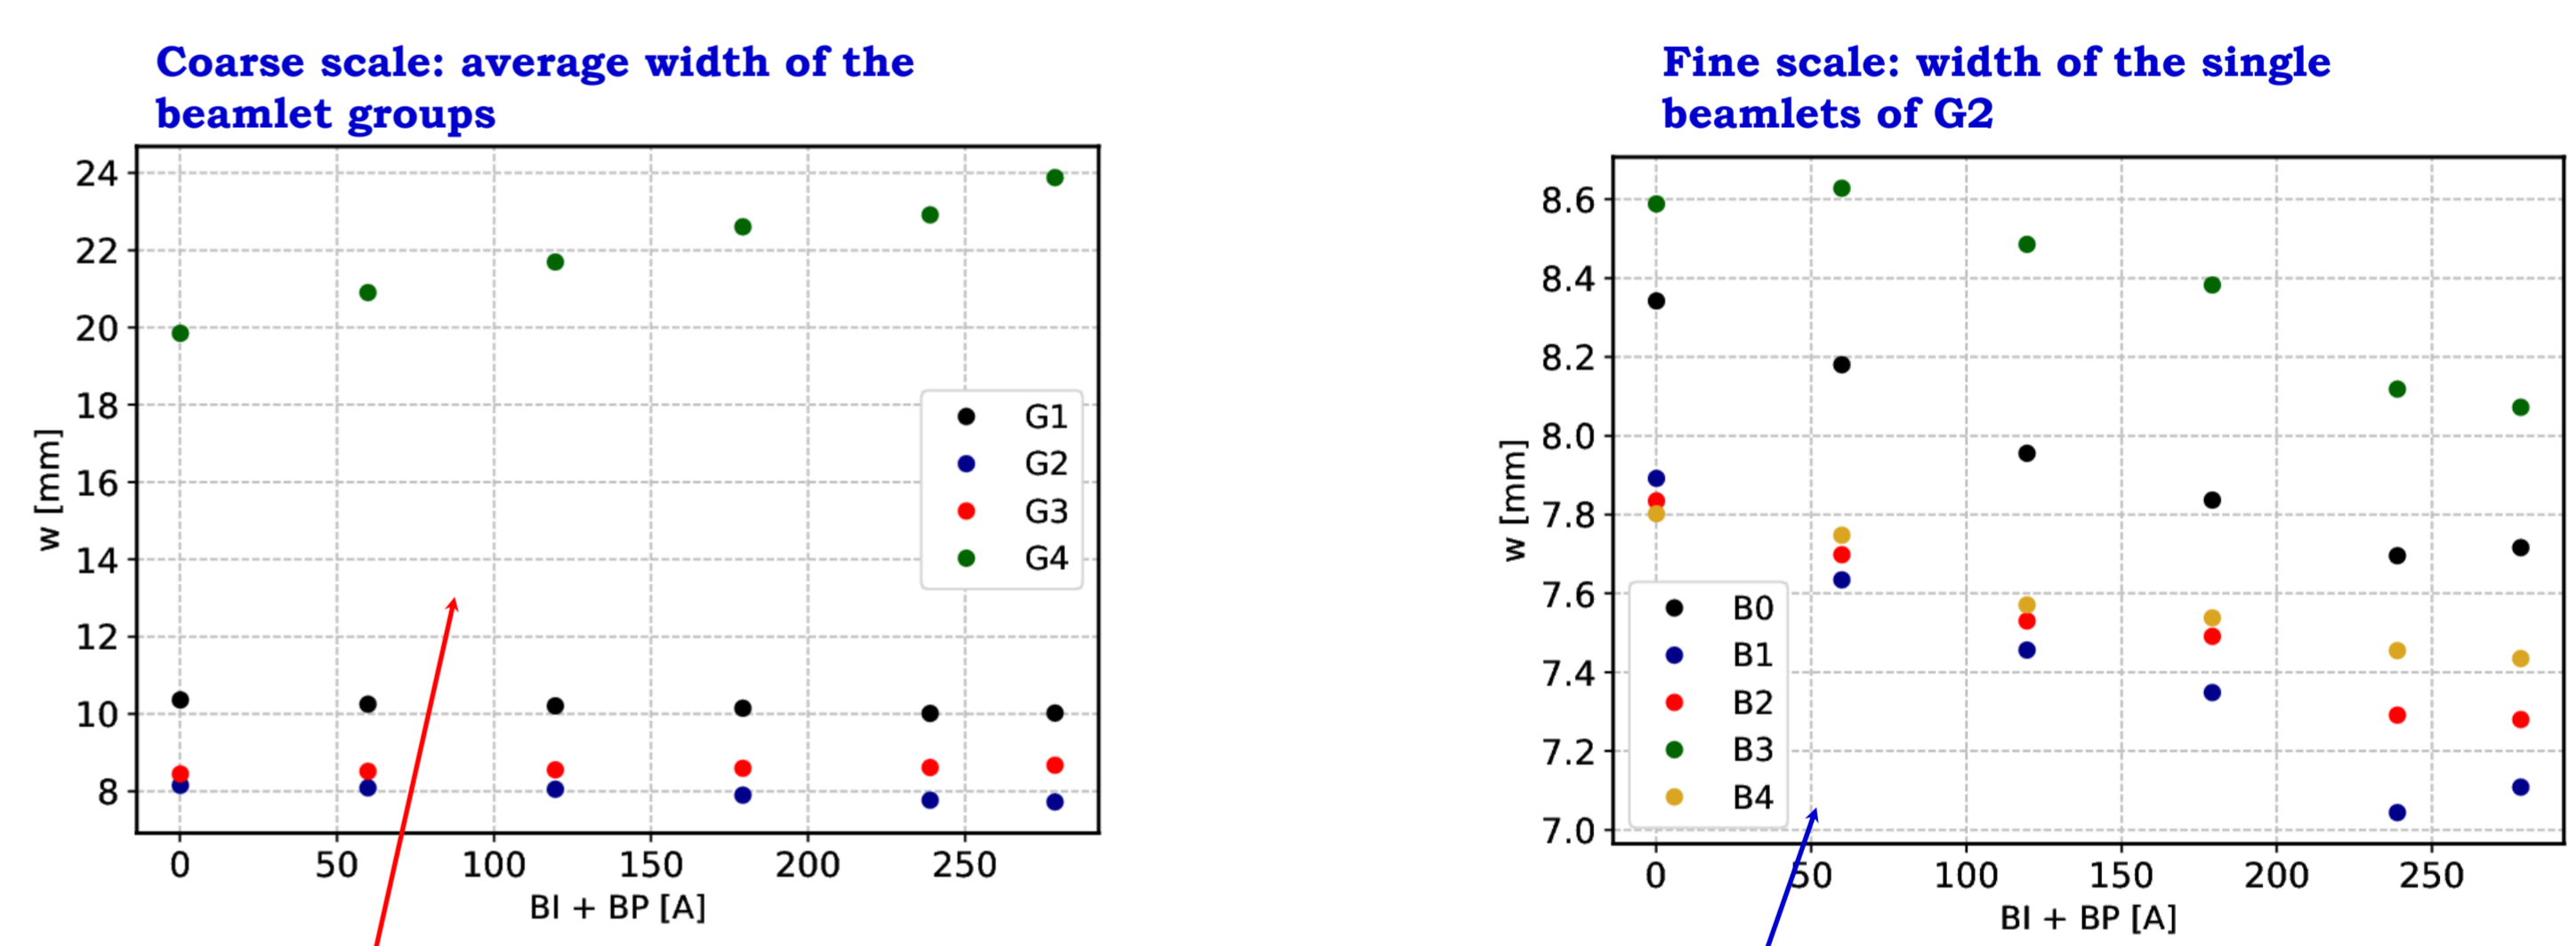 Coarse scale: average width of the
beamlet groups
24
22
20
18
16
14
12
10
8
w [mm]
G1
G2
G3
G4
0 50 100 150 200 250
BI + BP [A]
Fine scale: width of the single
beamlets of G2
8.6
8.4
8.2
8.0
7.8
7.6
7.4
7.2
7.0
w [mm]
B0
B1
B2
B3
B4
0 50 100 150 200 250
BI + BP [A]